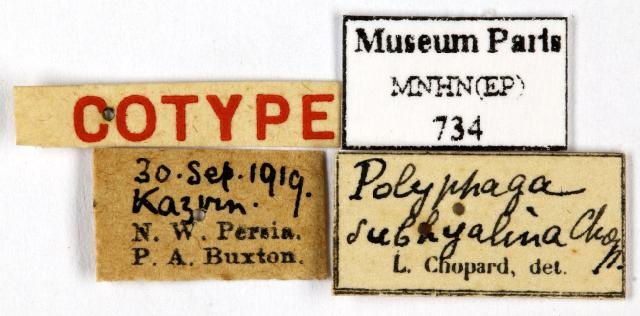 COTYPE
Museum Paris
MNHN(EP)
734
30. Sep. 1919.
Kazvin.
N. W. Persia.
P. A. Buxton.
Polyphaga
subhyalina Chop.
L. Chopard, det.